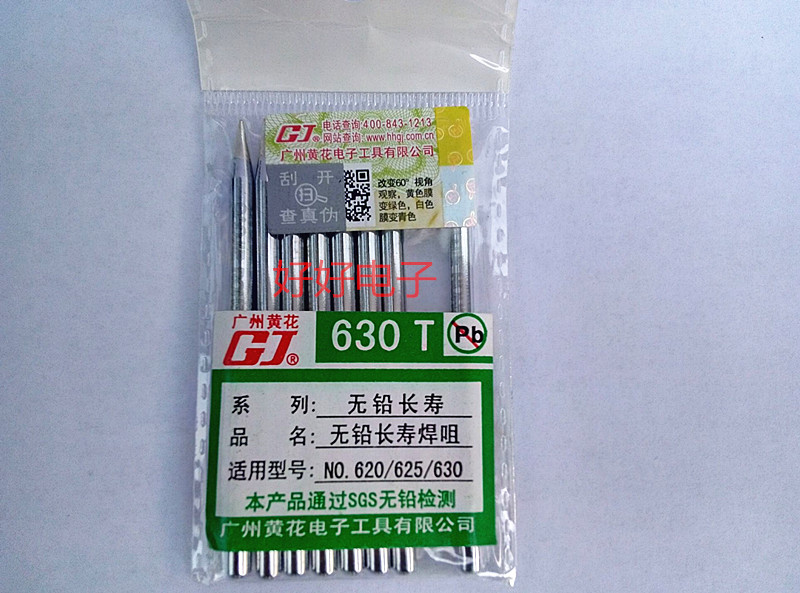 GJ® 电话查询:400-843-1213
网站查询:www.hhgj.com.cn
广州黄花电子工具有限公司
刮开
扫
查真伪
改变60°视角
观察,黄色膜
变绿色,白色
膜变青色
好好电子
广州黄花
GJ®
630 T
Pb
系 列: 无铅长寿
品 名: 无铅长寿焊咀
适用型号: NO.620/625/630
本产品通过SGS无铅检测
广州黄花电子工具有限公司